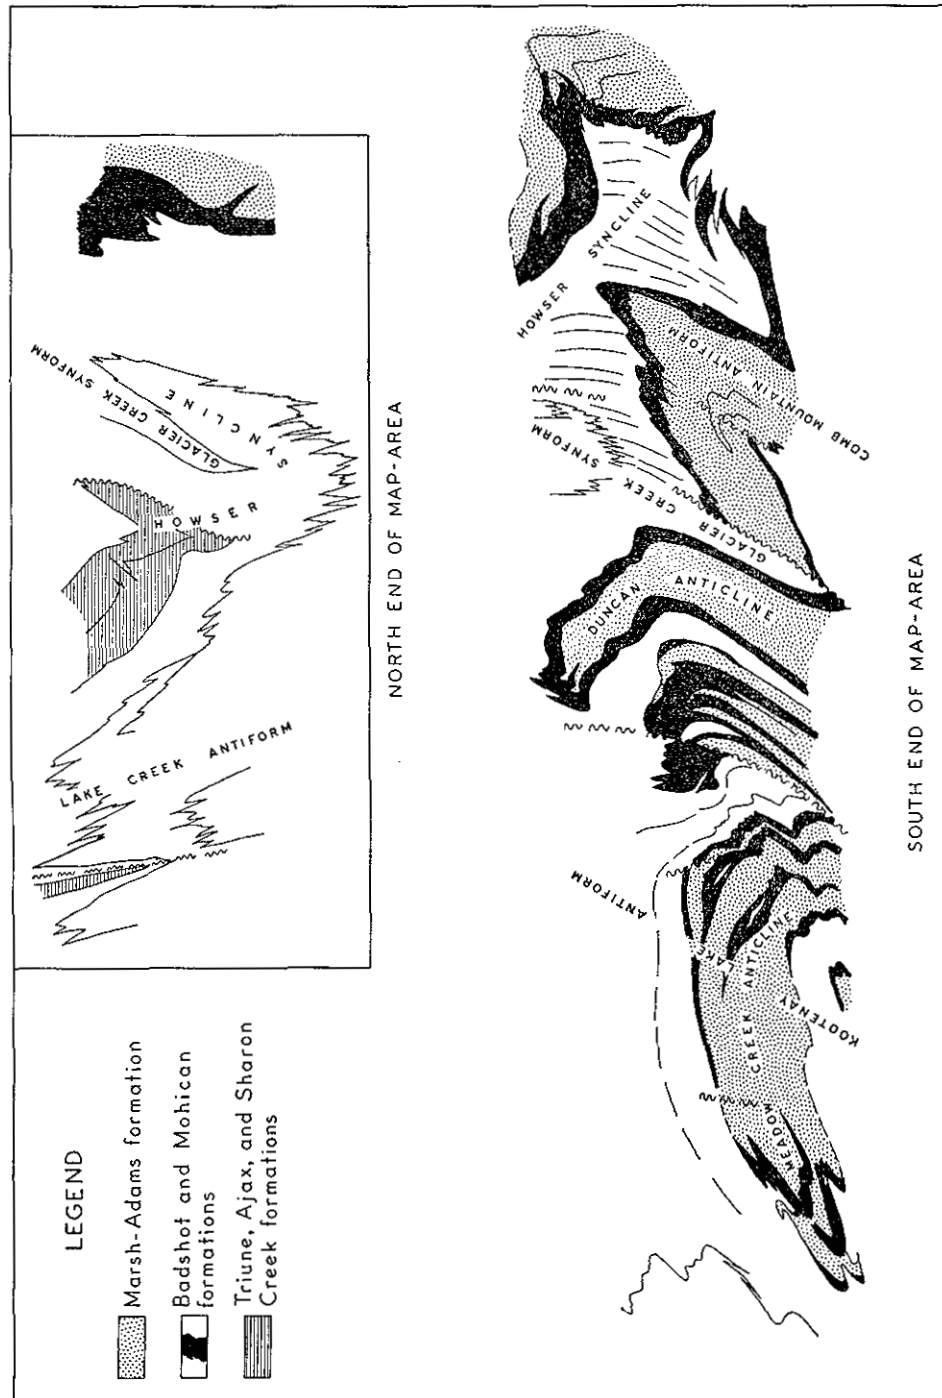 GLACIER CREEK SYNFORM
HOWSER SYNCLINE
LAKE CREEK ANTIFORM
NORTH END OF MAP-AREA
LEGEND
Marsh-Adams formation
Badshot and Mohican
formations
Triune, Ajax, and Sharon
Creek formations
HOWSER SYNCLINE
COMB MOUNTAIN ANTIFORM
GLACIER CREEK SYNFORM
DUNCAN ANTICLINE
KOOTENAY LAKE ANTIFORM
MEADOW CREEK ANTICLINE
SOUTH END OF MAP-AREA